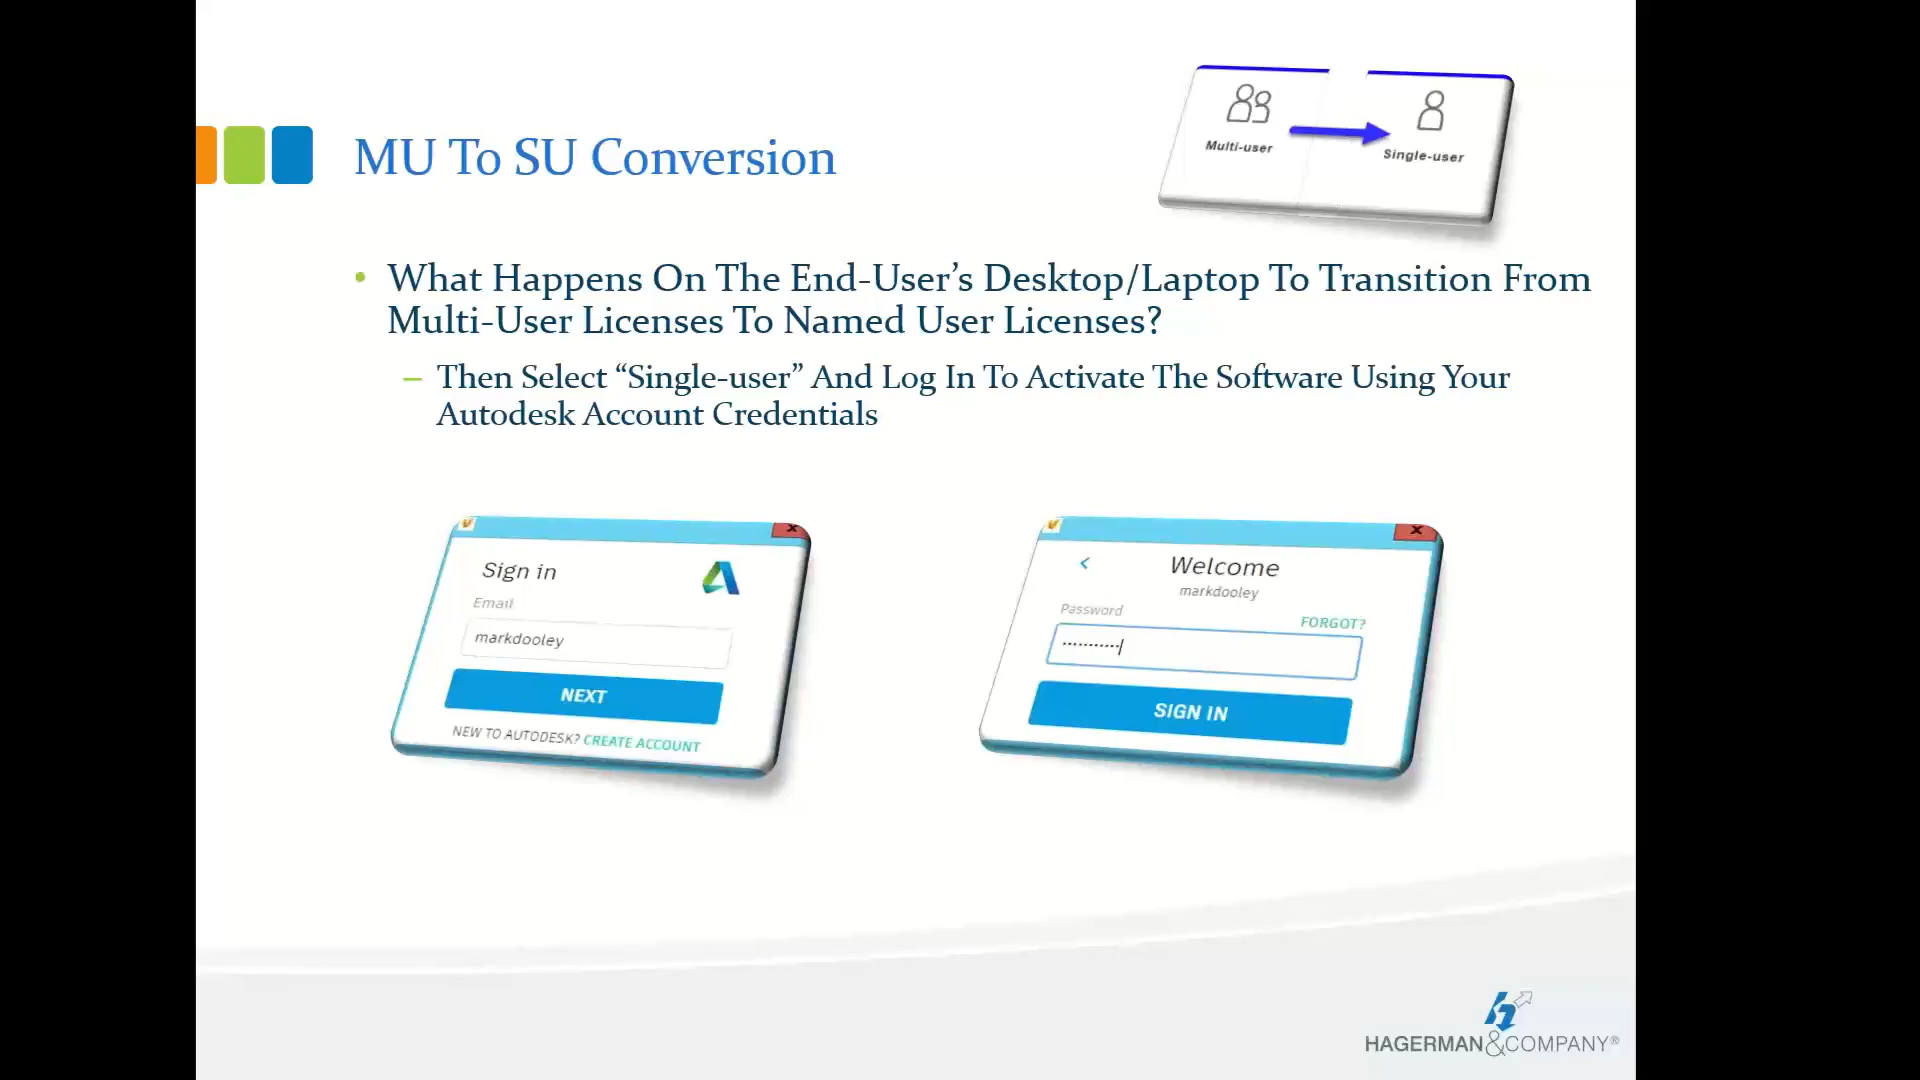 Multi-user
Single-user
MU To SU Conversion
What Happens On The End-User’s Desktop/Laptop To Transition From
Multi-User Licenses To Named User Licenses?
– Then Select “Single-user” And Log In To Activate The Software Using Your
Autodesk Account Credentials
Sign in
Email
markdooley
NEXT
NEW TO AUTODESK? CREATE ACCOUNT
Welcome
markdooley
Password
FORGOT?
SIGN IN
HAGERMAN&COMPANY®